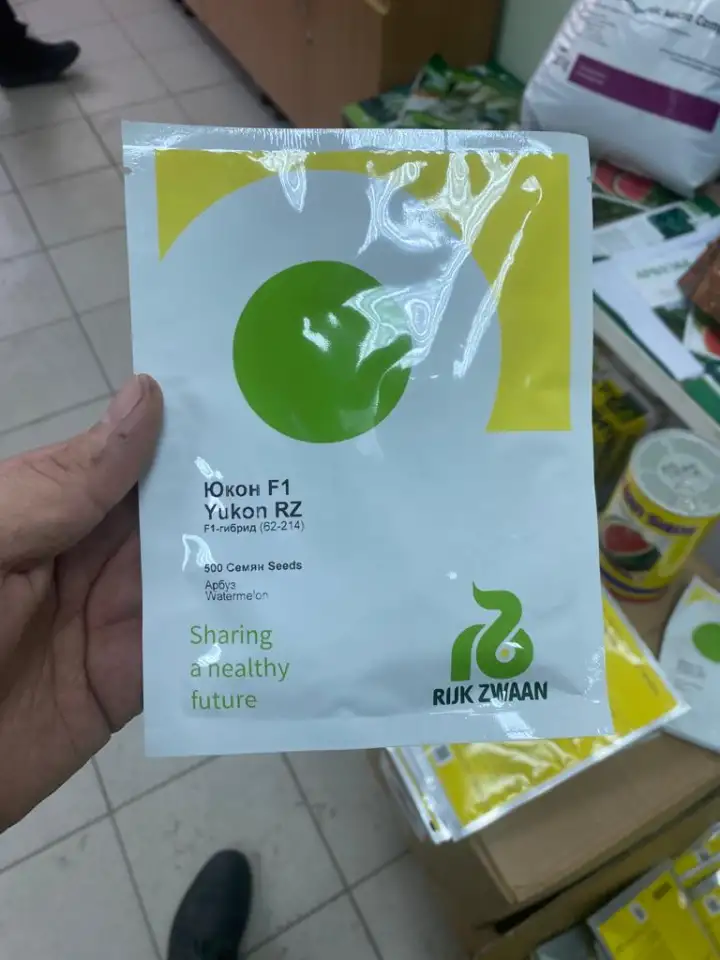 Юкон F1
Yukon RZ
F1-гибрид (62-214)
500 Семян Seeds
Арбуз
Watermelon
Sharing
a healthy
future
RIJK ZWAAN